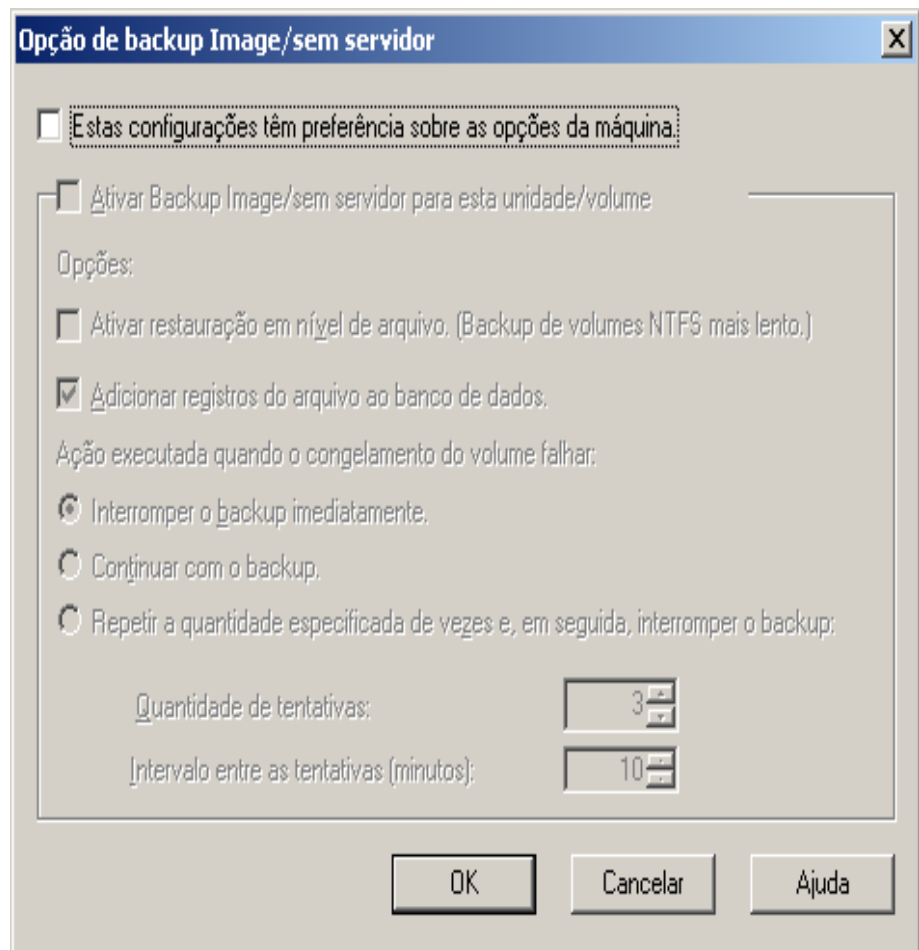 Opção de backup Image/sem servidor
Estas configurações têm preferência sobre as opções da máquina.
Ativar Backup Image/sem servidor para esta unidade/volume
Opções:
Ativar restauração em nível de arquivo. (Backup de volumes NTFS mais lento.)
Adicionar registros do arquivo ao banco de dados.
Ação executada quando o congelamento do volume falhar:
Interromper o backup imediatamente.
Continuar com o backup.
Repetir a quantidade especificada de vezes e, em seguida, interromper o backup:
Quantidade de tentativas: 3
Intervalo entre as tentativas (minutos): 10
OK Cancelar Ajuda